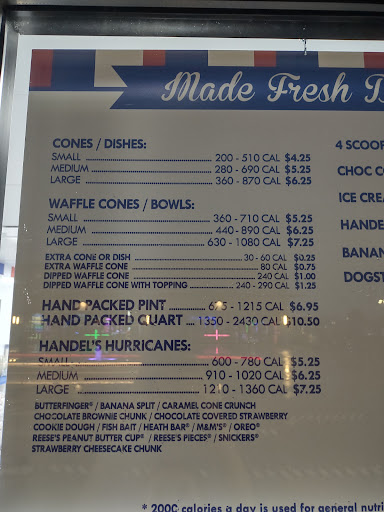 Made Fresh
CONES / DISHES:
SMALL 200 - 510 CAL $4.25
MEDIUM 280 - 690 CAL $5.25
LARGE 360 - 870 CAL $6.25
WAFFLE CONES / BOWLS:
SMALL 360 - 710 CAL $5.25
MEDIUM 440 - 890 CAL $6.25
LARGE 630 - 1080 CAL $7.25
EXTRA CONE OR DISH 30 - 60 CAL $0.25
EXTRA WAFFLE CONE 80 CAL $0.75
DIPPED WAFFLE CONE 240 CAL $1.00
DIPPED WAFFLE CONE WITH TOPPING 240 - 290 CAL $1.25
HAND PACKED PINT - 1215 CAL $6.95
HAND PACKED QUART 1350 - 2430 CAL $10.50
HANDEL'S HURRICANES:
SMALL 600 - 780 CAL $5.25
MEDIUM 910 - 1020 CAL $6.25
LARGE 1210 - 1360 CAL $7.25
BUTTERFINGER® / BANANA SPLIT / CARAMEL CONE CRUNCH
CHOCOLATE BROWNIE CHUNK / CHOCOLATE COVERED STRAWBERRY
COOKIE DOUGH / FISH BAIT / HEATH BAR® / M&M'S® / OREO®
REESE'S PEANUT BUTTER CUP® / REESE'S PIECES® / SNICKERS®
STRAWBERRY CHEESECAKE CHUNK
4 SCOOP
CHOC
ICE CREA
HANDE
BANAN
DOGST
* 2000 calories a day is used for general nutri